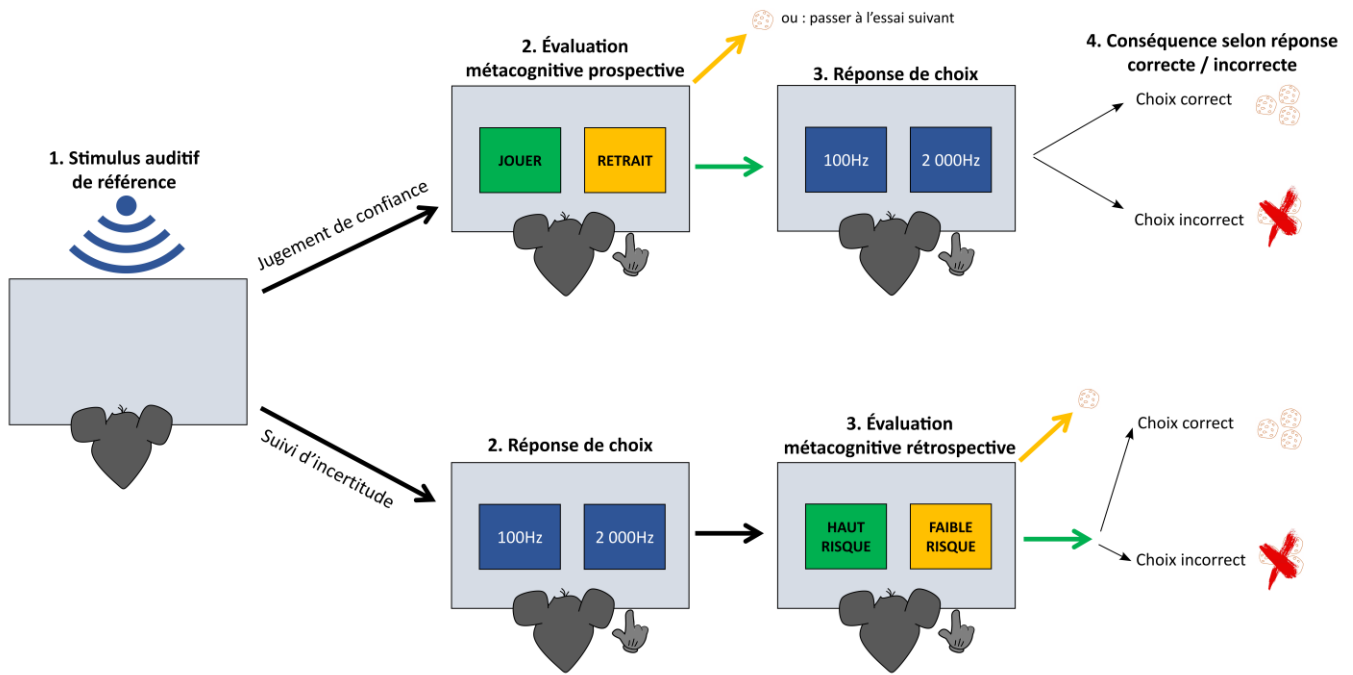 1. Stimulus auditif
de référence
Jugement de confiance
Suivi d'incertitude
2. Évaluation
métacognitive prospective
JOUER
RETRAIT
ou : passer à l'essai suivant
3. Réponse de choix
100Hz
2 000Hz
4. Conséquence selon réponse
correcte / incorrecte
Choix correct
Choix incorrect
2. Réponse de choix
100Hz
2 000Hz
3. Évaluation
métacognitive rétrospective
HAUT
RISQUE
FAIBLE
RISQUE
Choix correct
Choix incorrect